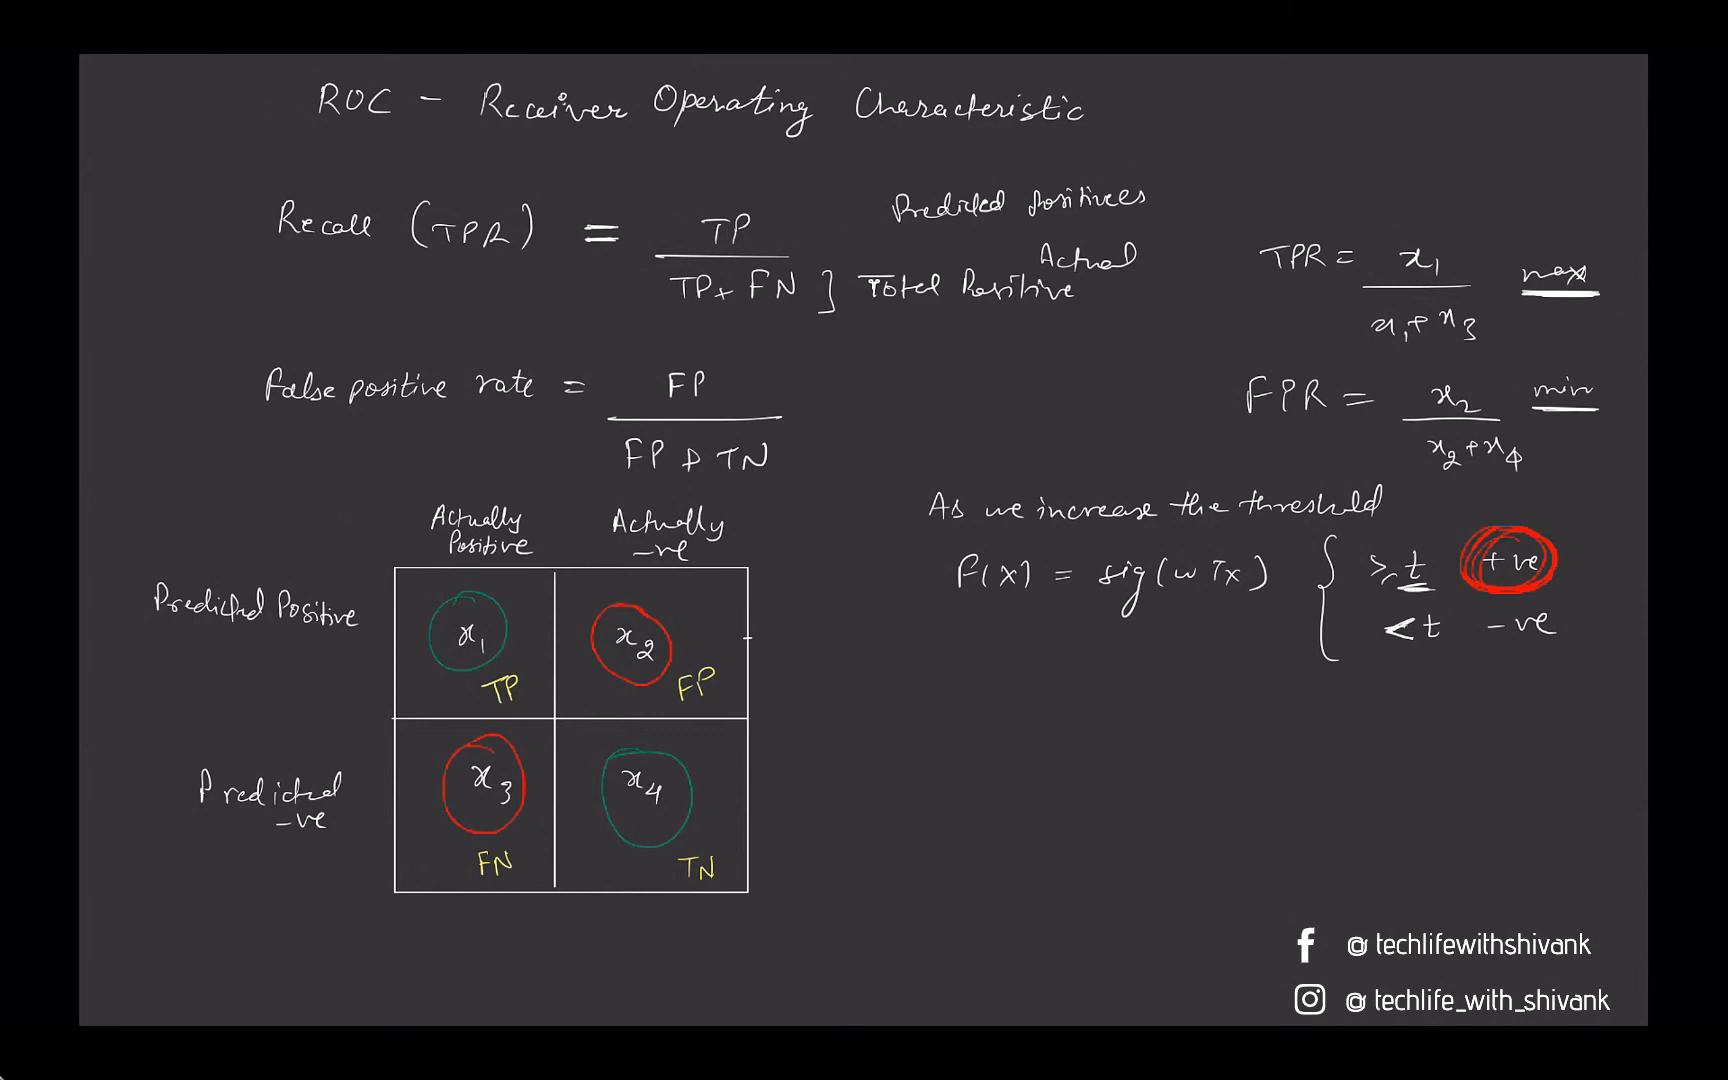 ROC - Receiver Operating Characteristic
Recall (TPR) = TP / TP + FN ] Total Positive
Predicted positives
Actual
TPR = x1 / x1 + x3 max
False positive rate = FP / FP + TN
FPR = x2 / x2 + x4 min
As we increase the threshold
F(x) = sig(wTx) { ≥ t +ve
< t -ve
Actually Positive
Actually -ve
Predicted Positive
x1 TP
x2 FP
Predicted -ve
x3 FN
x4 TN
@ techlifewithshivank
@ techlife_with_shivank